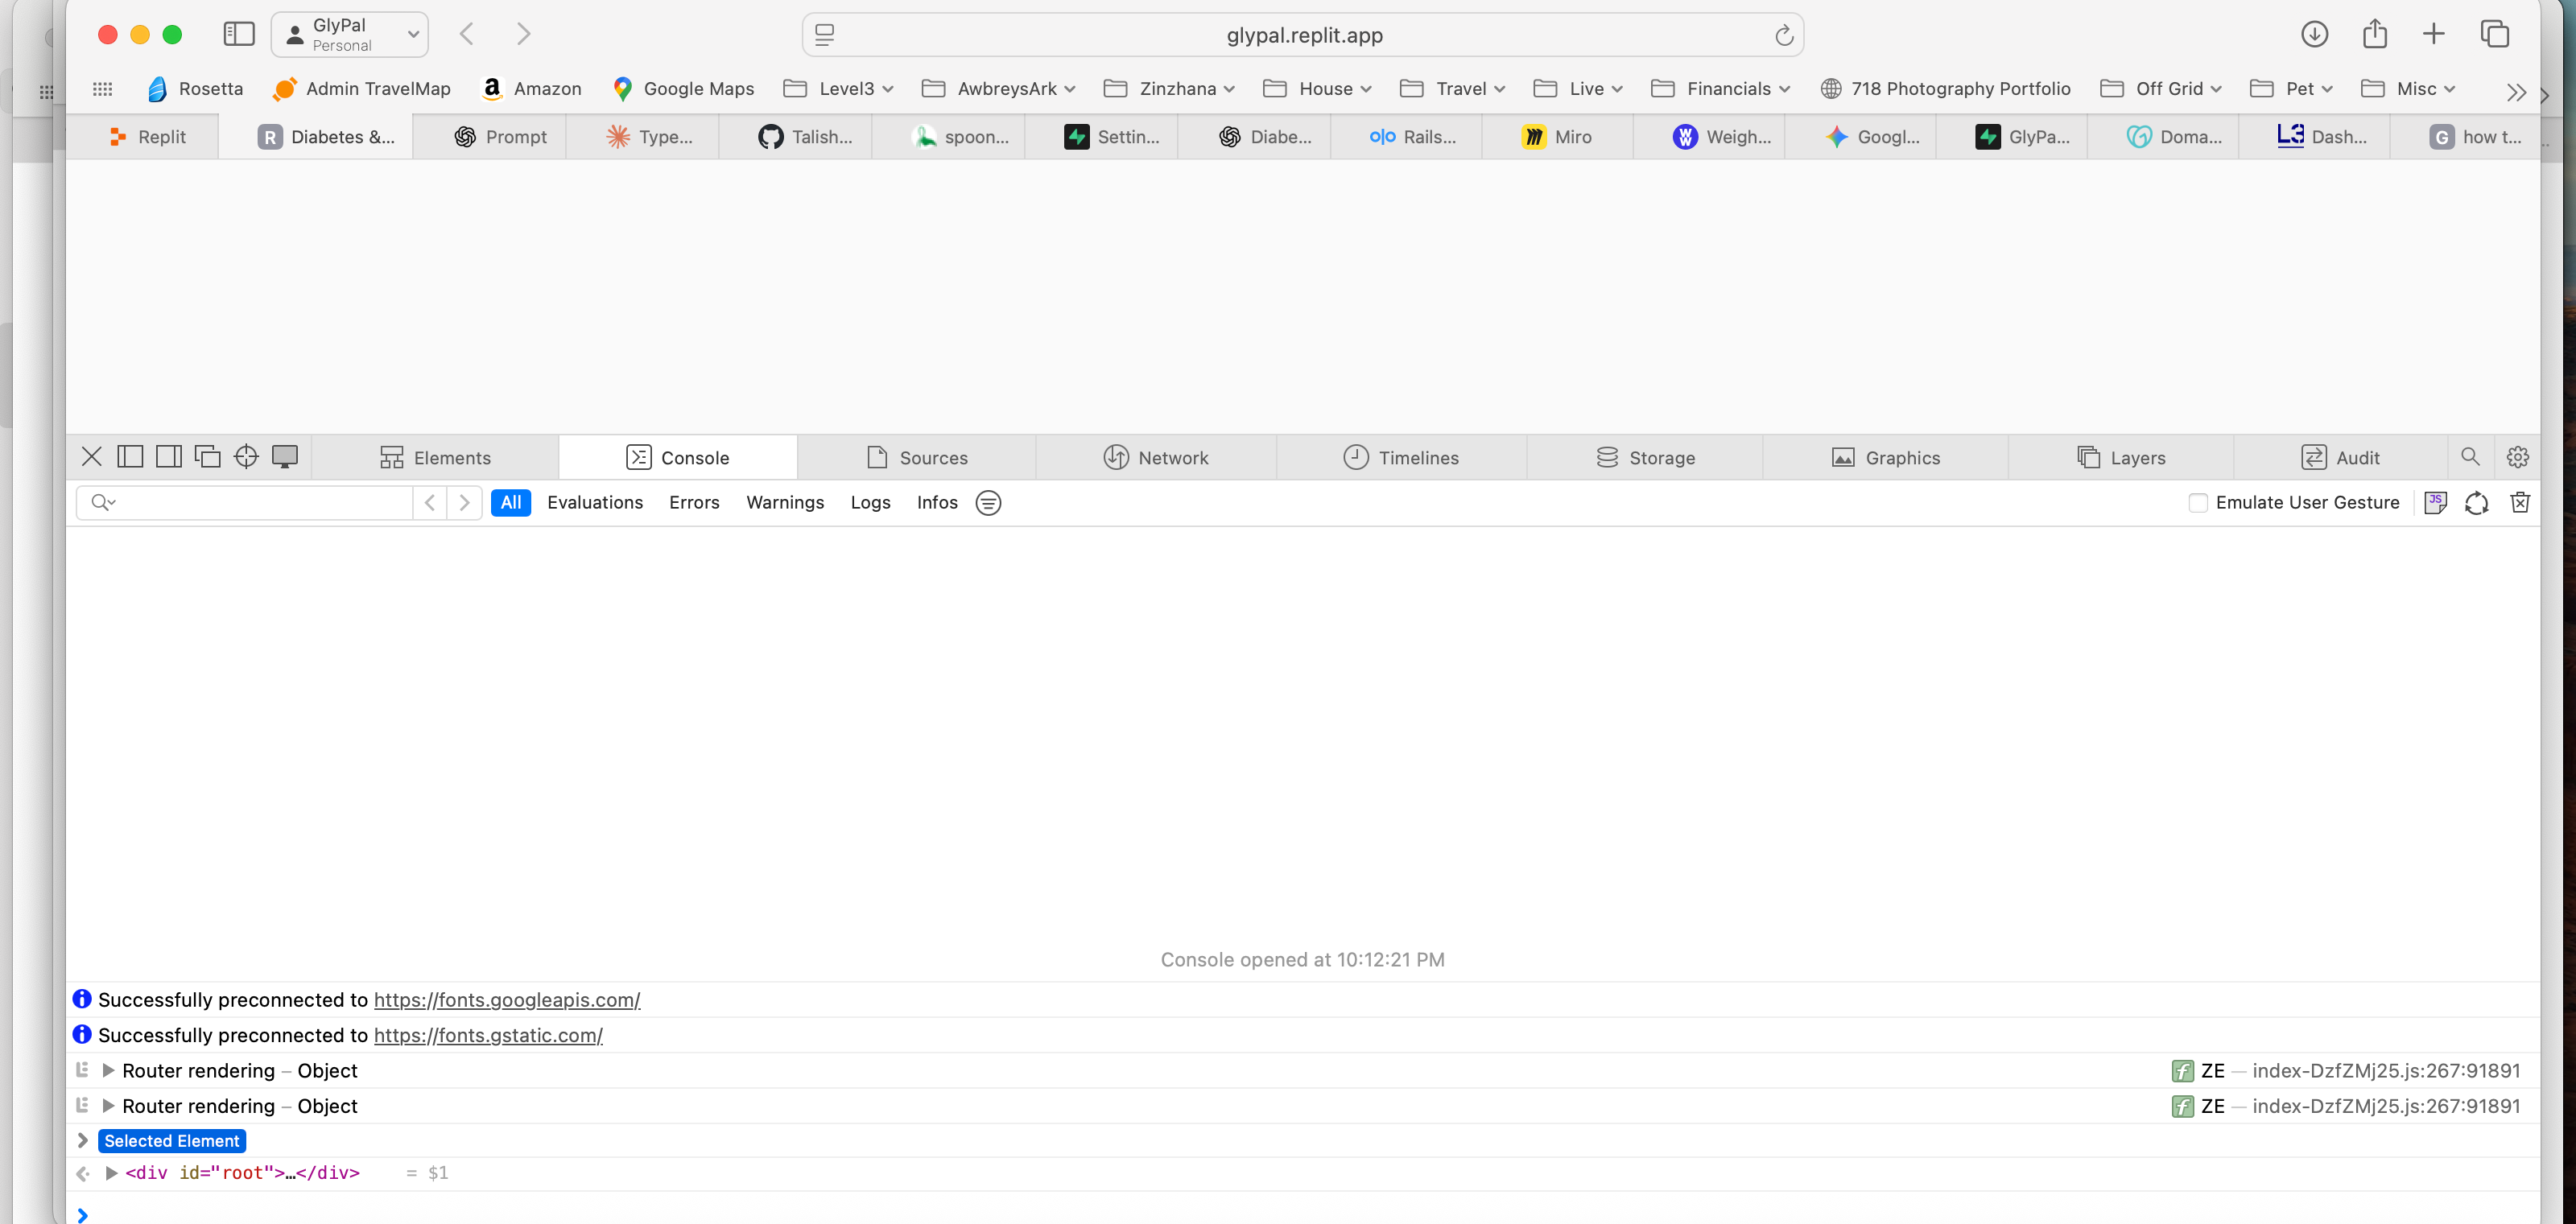 GlyPal
Personal
glypal.replit.app
Rosetta Admin TravelMap Amazon Google Maps Level3 AwbreysArk Zinzhana House Travel Live Financials 718 Photography Portfolio Off Grid Pet Misc
Replit Diabetes &... Prompt Type... Talish... spoon... Settin... Diabe... Rails... Miro Weigh... Googl... GlyPa... Doma... L3 Dash... how t...
Elements Console Sources Network Timelines Storage Graphics Layers Audit
All Evaluations Errors Warnings Logs Infos Emulate User Gesture
Console opened at 10:12:21 PM
Successfully preconnected to https://fonts.googleapis.com/
Successfully preconnected to https://fonts.gstatic.com/
Router rendering – Object ZE — index-DzfZMj25.js:267:91891
Router rendering – Object ZE — index-DzfZMj25.js:267:91891
Selected Element
<div id="root">…</div> = $1